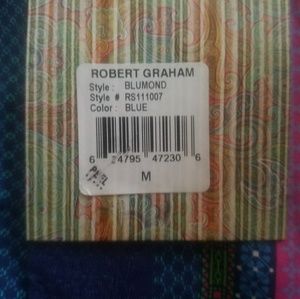 ROBERT GRAHAM
Style : BLUMOND
Style # RS111007
Color : BLUE
6 24795 47230 6
M